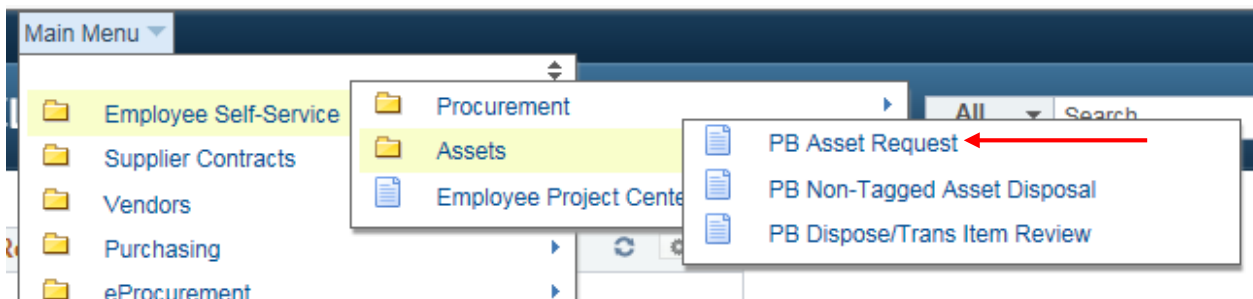 Main Menu
Employee Self-Service
Supplier Contracts
Vendors
Purchasing
eProcurement
Procurement
Assets
Employee Project Cente
All
Search
PB Asset Request
PB Non-Tagged Asset Disposal
PB Dispose/Trans Item Review